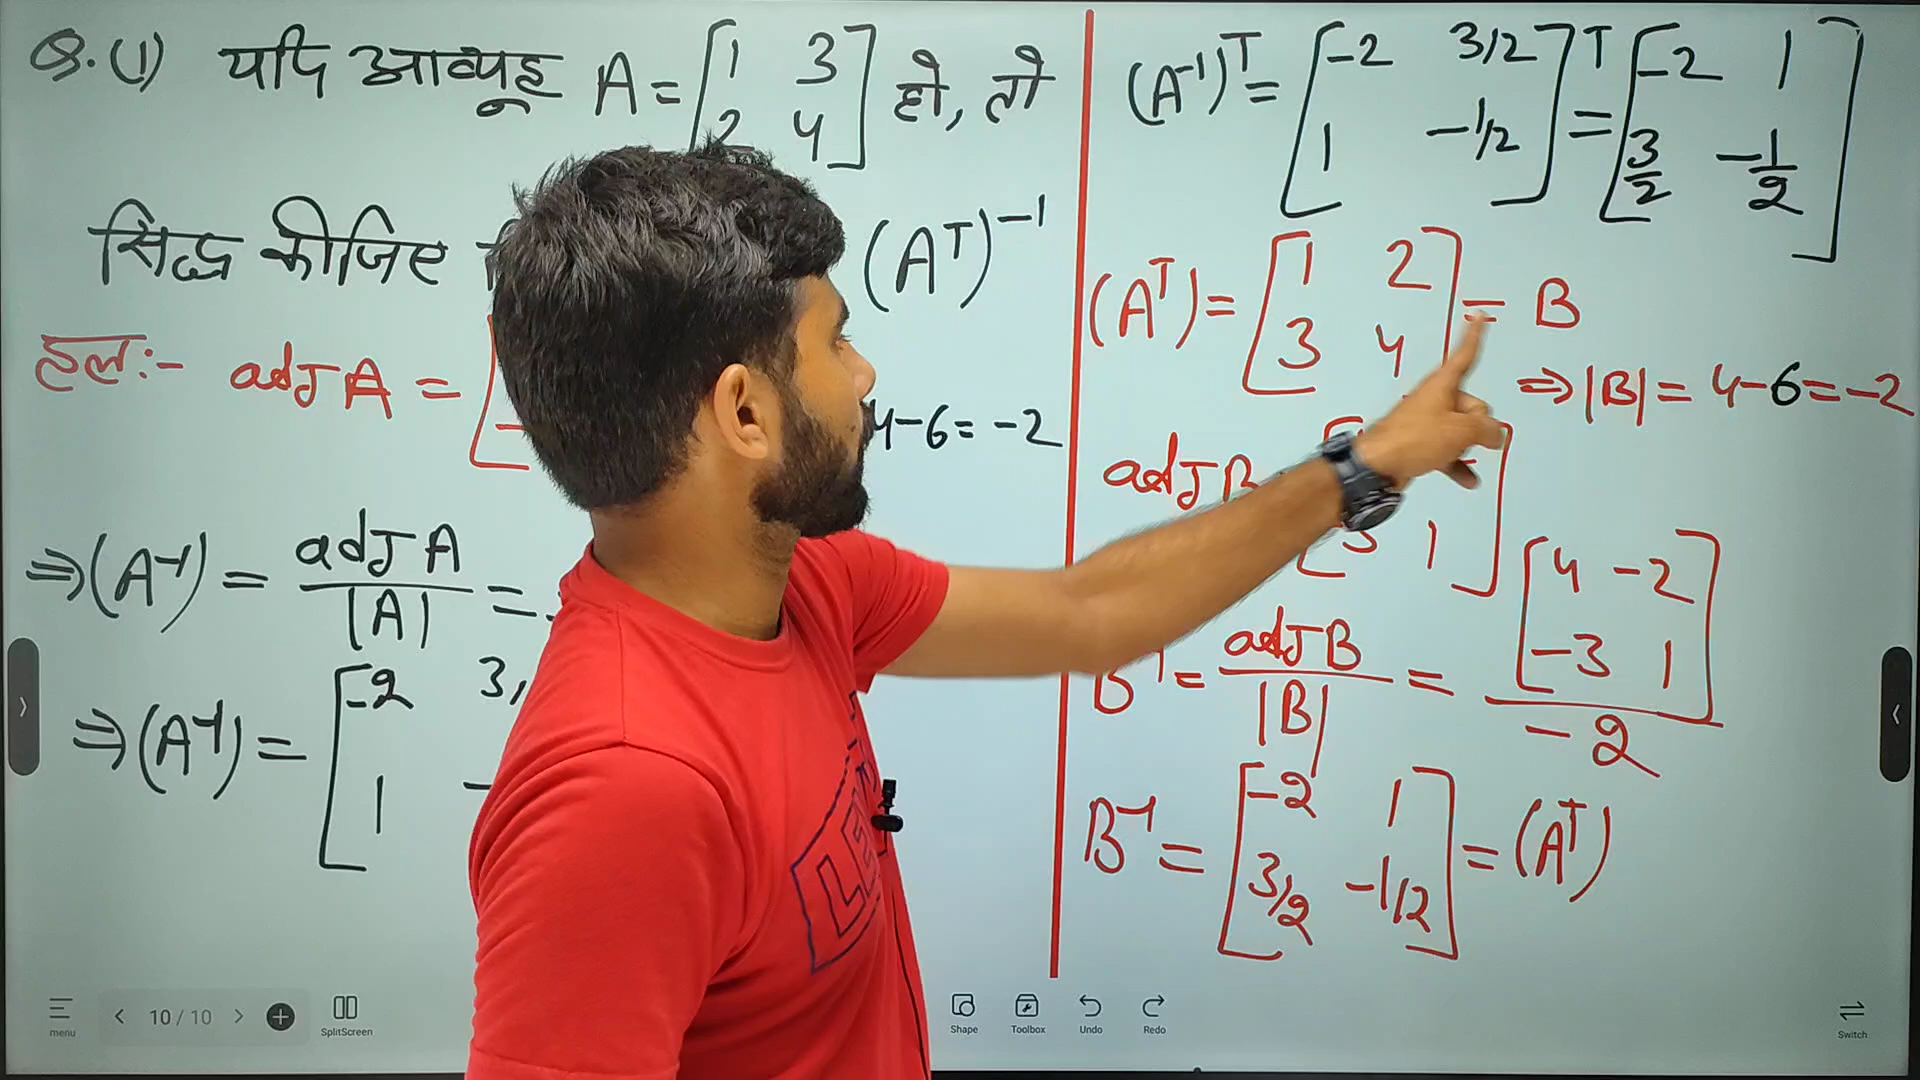 Q.(1) यदि आव्यूह A = [1 3
2 4] हो, तो
सिद्ध कीजिए (Aᵀ)⁻¹
हल:- adj A = [
4-6 = -2
⇒ (A⁻¹) = adj A / |A| =
⇒ (A⁻¹) = [-2 3/
1 -
(A⁻¹)ᵀ = [-2 3/2
1 -1/2]ᵀ = [-2 1
3/2 -1/2]
(Aᵀ) = [1 2
3 4] = B
⇒ |B| = 4-6 = -2
adj B
3 1]
B⁻¹ = adj B / |B| = [4 -2
-3 1] / -2
B⁻¹ = [-2 1
3/2 -1/2] = (Aᵀ)
menu
10 / 10
SplitScreen
Shape
Toolbox
Undo
Redo
Switch